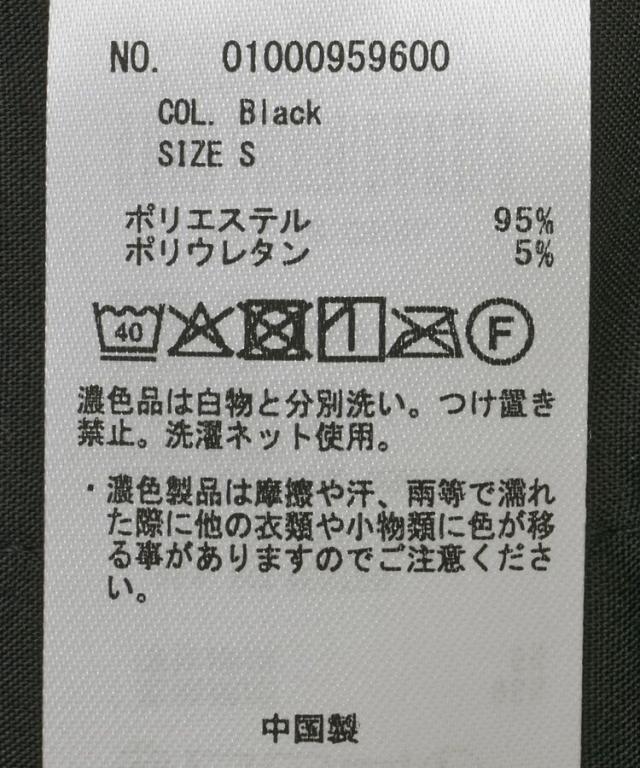 NO. 01000959600
COL. Black
SIZE S
ポリエステル 95%
ポリウレタン 5%
40 F
濃色品は白物と分別洗い。つけ置き
禁止。洗濯ネット使用。
・濃色製品は摩擦や汗、雨等で濡れ
た際に他の衣類や小物類に色が移
る事がありますのでご注意くださ
い。
中国製